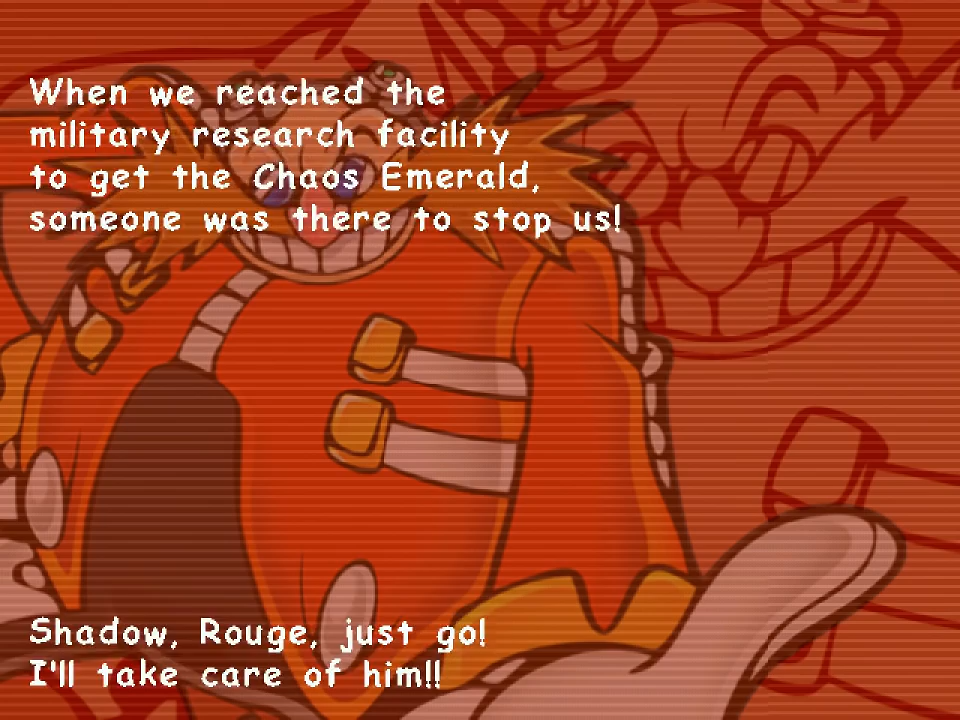 When we reached the
military research facility
to get the Chaos Emerald,
someone was there to stop us!
Shadow, Rouge, just go!
I'll take care of him!!